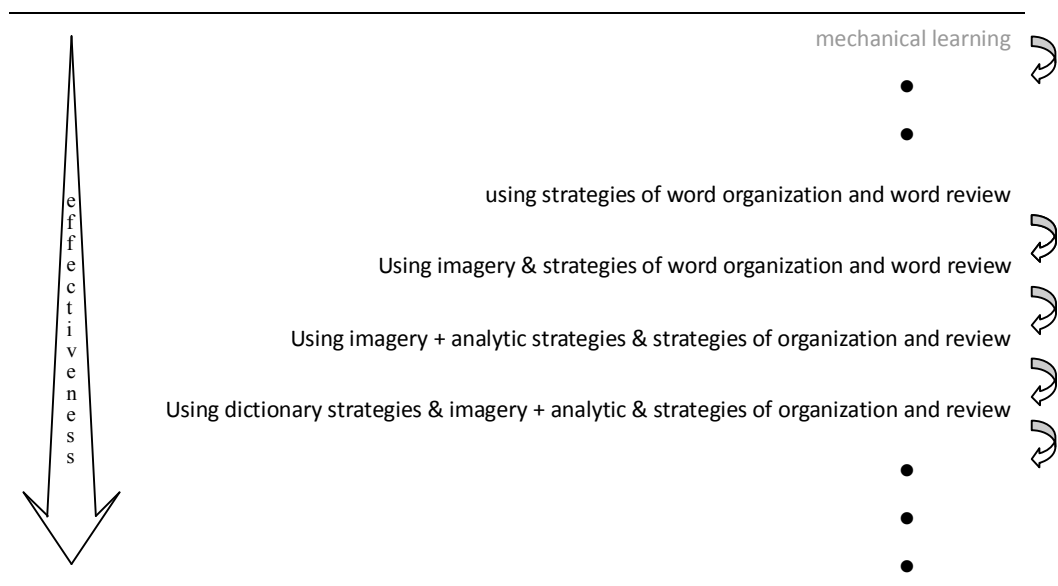 mechanical learning
using strategies of word organization and word review
Using imagery & strategies of word organization and word review
Using imagery + analytic strategies & strategies of organization and review
Using dictionary strategies & imagery + analytic & strategies of organization and review
effectiveness